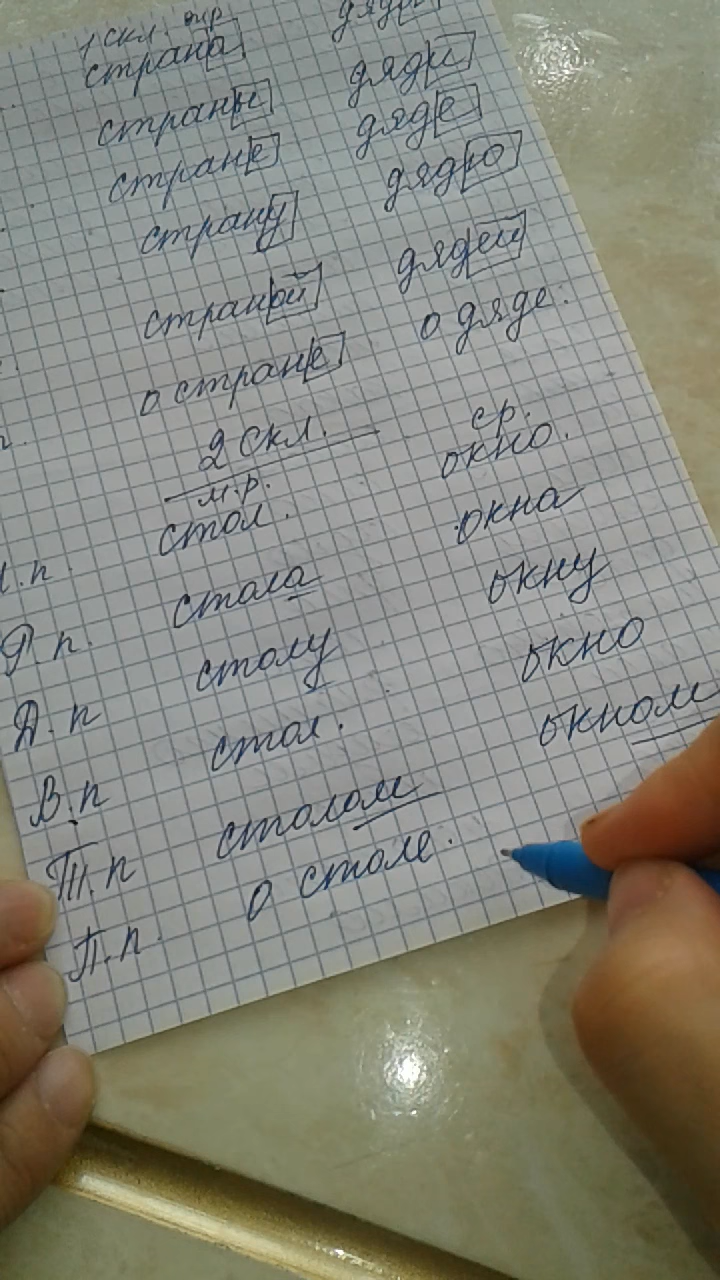 1 скл.
страна
страны дяди
стране дяде
страну дядю
страной дядей
о стране о дяде.
2 скл.
м.р. ср.
И.п. стол. окно.
Р.п. стола окна
Д.п столу окну
В.п стол. окно
Т.п столом окном
П.п. о столе.